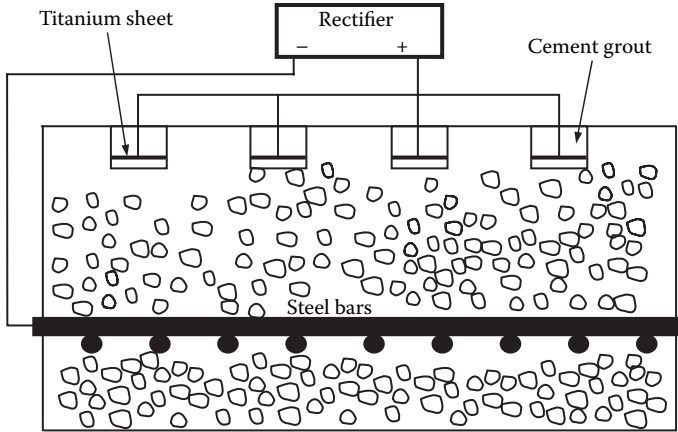 Titanium sheet
Rectifier
− +
Cement grout
Steel bars